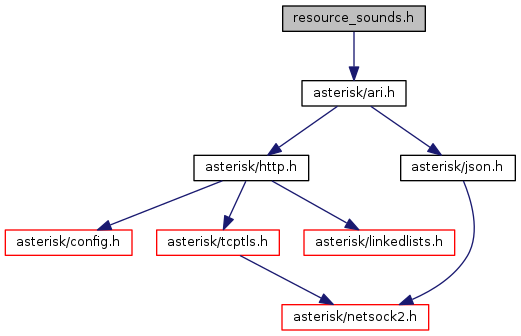 resource_sounds.h
asterisk/ari.h
asterisk/http.h
asterisk/json.h
asterisk/config.h
asterisk/tcptls.h
asterisk/linkedlists.h
asterisk/netsock2.h